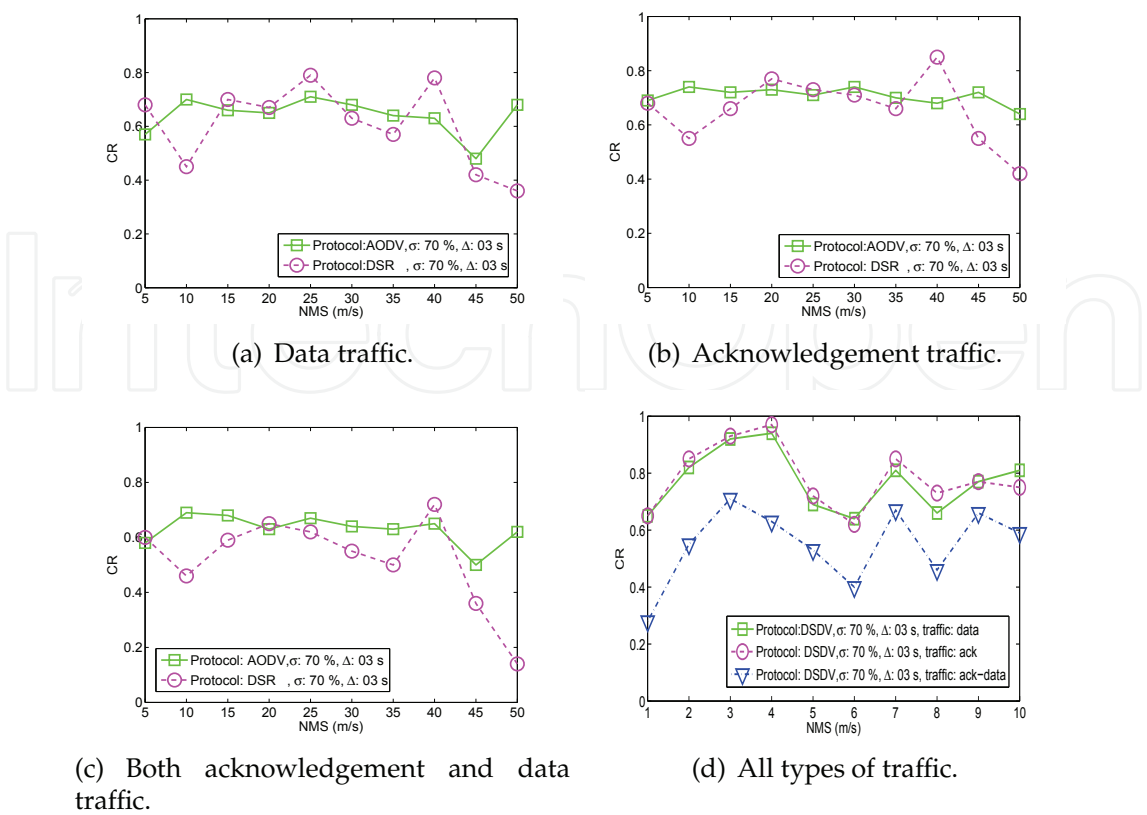 1
0.8
0.6
0.4
0.2
0
CR
5 10 15 20 25 30 35 40 45 50
NMS (m/s)
Protocol:AODV,σ: 70 %, Δ: 03 s
Protocol:DSR , σ: 70 %, Δ: 03 s
(a) Data traffic.
1
0.8
0.6
0.4
0.2
0
CR
5 10 15 20 25 30 35 40 45 50
NMS (m/s)
Protocol:AODV,σ: 70 %, Δ: 03 s
Protocol: DSR , σ: 70 %, Δ: 03 s
(b) Acknowledgement traffic.
IntechOpen
1
0.8
0.6
0.4
0.2
0
CR
5 10 15 20 25 30 35 40 45 50
NMS (m/s)
Protocol: AODV,σ: 70 %, Δ: 03 s
Protocol: DSR , σ: 70 %, Δ: 03 s
(c) Both acknowledgement and data
traffic.
1
0.8
0.6
0.4
0.2
0
CR
1 2 3 4 5 6 7 8 9 10
NMS (m/s)
Protocol:DSDV,σ: 70 %, Δ: 03 s, traffic: data
Protocol: DSDV,σ: 70 %, Δ: 03 s, traffic: ack
Protocol: DSDV,σ: 70 %, Δ: 03 s, traffic: ack-data
(d) All types of traffic.